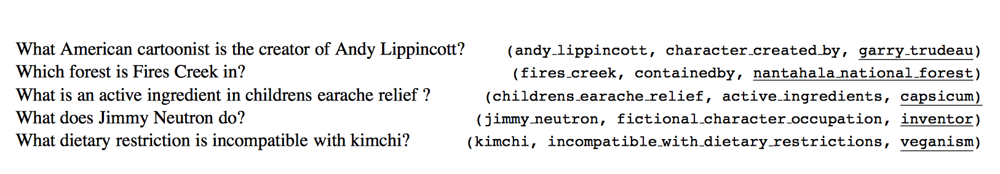 What American cartoonist is the creator of Andy Lippincott? (andy_lippincott, character_created_by, garry_trudeau)
Which forest is Fires Creek in? (fires_creek, containedby, nantahala_national_forest)
What is an active ingredient in childrens earache relief ? (childrens_earache_relief, active_ingredients, capsicum)
What does Jimmy Neutron do? (jimmy_neutron, fictional_character_occupation, inventor)
What dietary restriction is incompatible with kimchi? (kimchi, incompatible_with_dietary_restrictions, veganism)